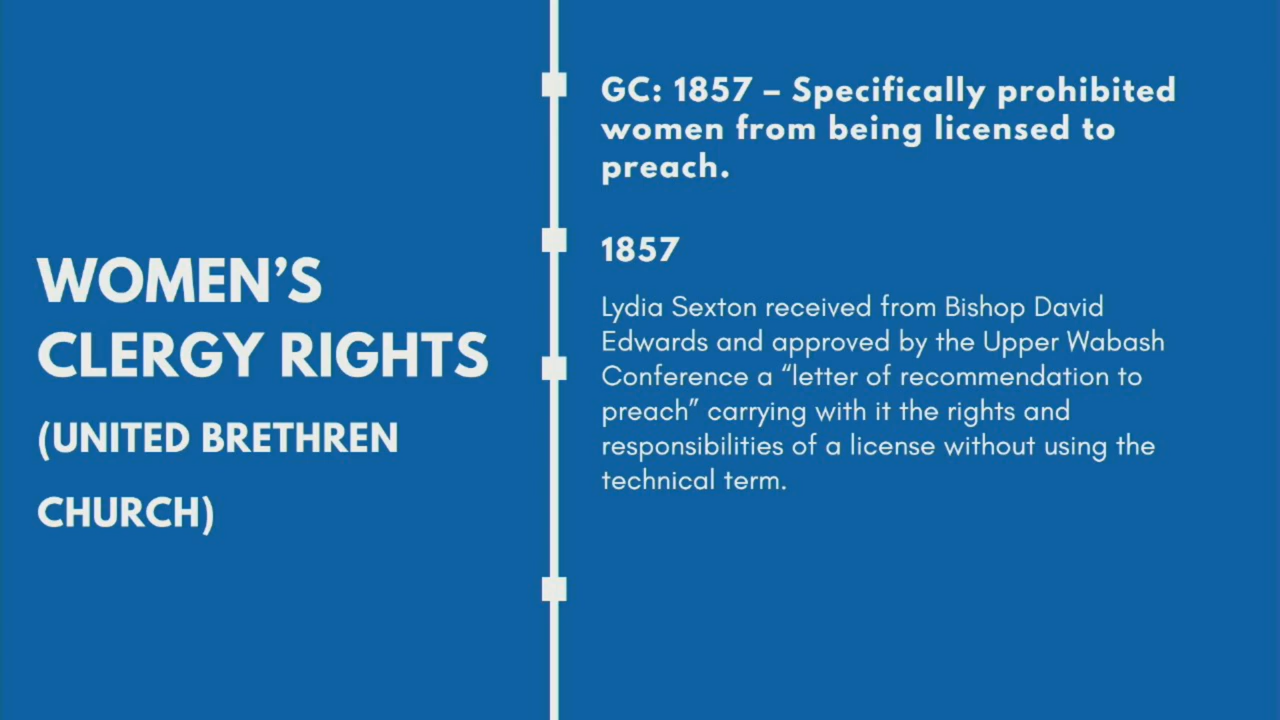 WOMEN'S
CLERGY RIGHTS
(UNITED BRETHREN
CHURCH)
GC: 1857 – Specifically prohibited
women from being licensed to
preach.
1857
Lydia Sexton received from Bishop David
Edwards and approved by the Upper Wabash
Conference a “letter of recommendation to
preach” carrying with it the rights and
responsibilities of a license without using the
technical term.